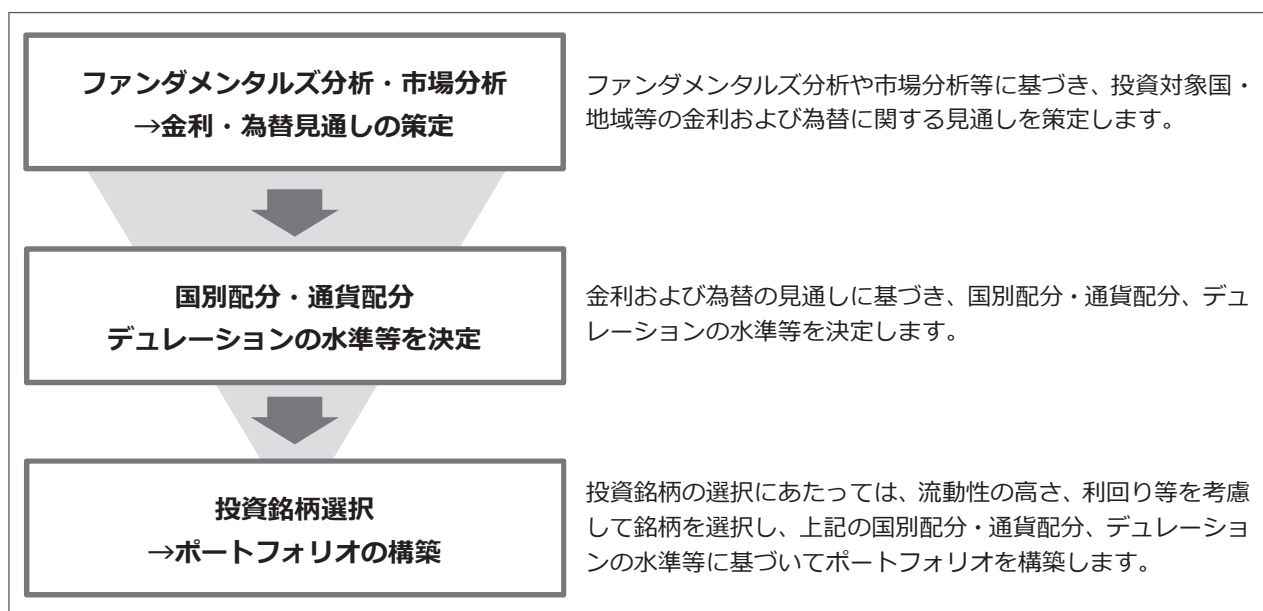 ファンダメンタルズ分析・市場分析
→金利・為替見通しの策定
ファンダメンタルズ分析や市場分析等に基づき、投資対象国・
地域等の金利および為替に関する見通しを策定します。
国別配分・通貨配分
デュレーションの水準等を決定
金利および為替の見通しに基づき、国別配分・通貨配分、デュ
レーションの水準等を決定します。
投資銘柄選択
→ポートフォリオの構築
投資銘柄の選択にあたっては、流動性の高さ、利回り等を考慮
して銘柄を選択し、上記の国別配分・通貨配分、デュレーショ
ンの水準等に基づいてポートフォリオを構築します。